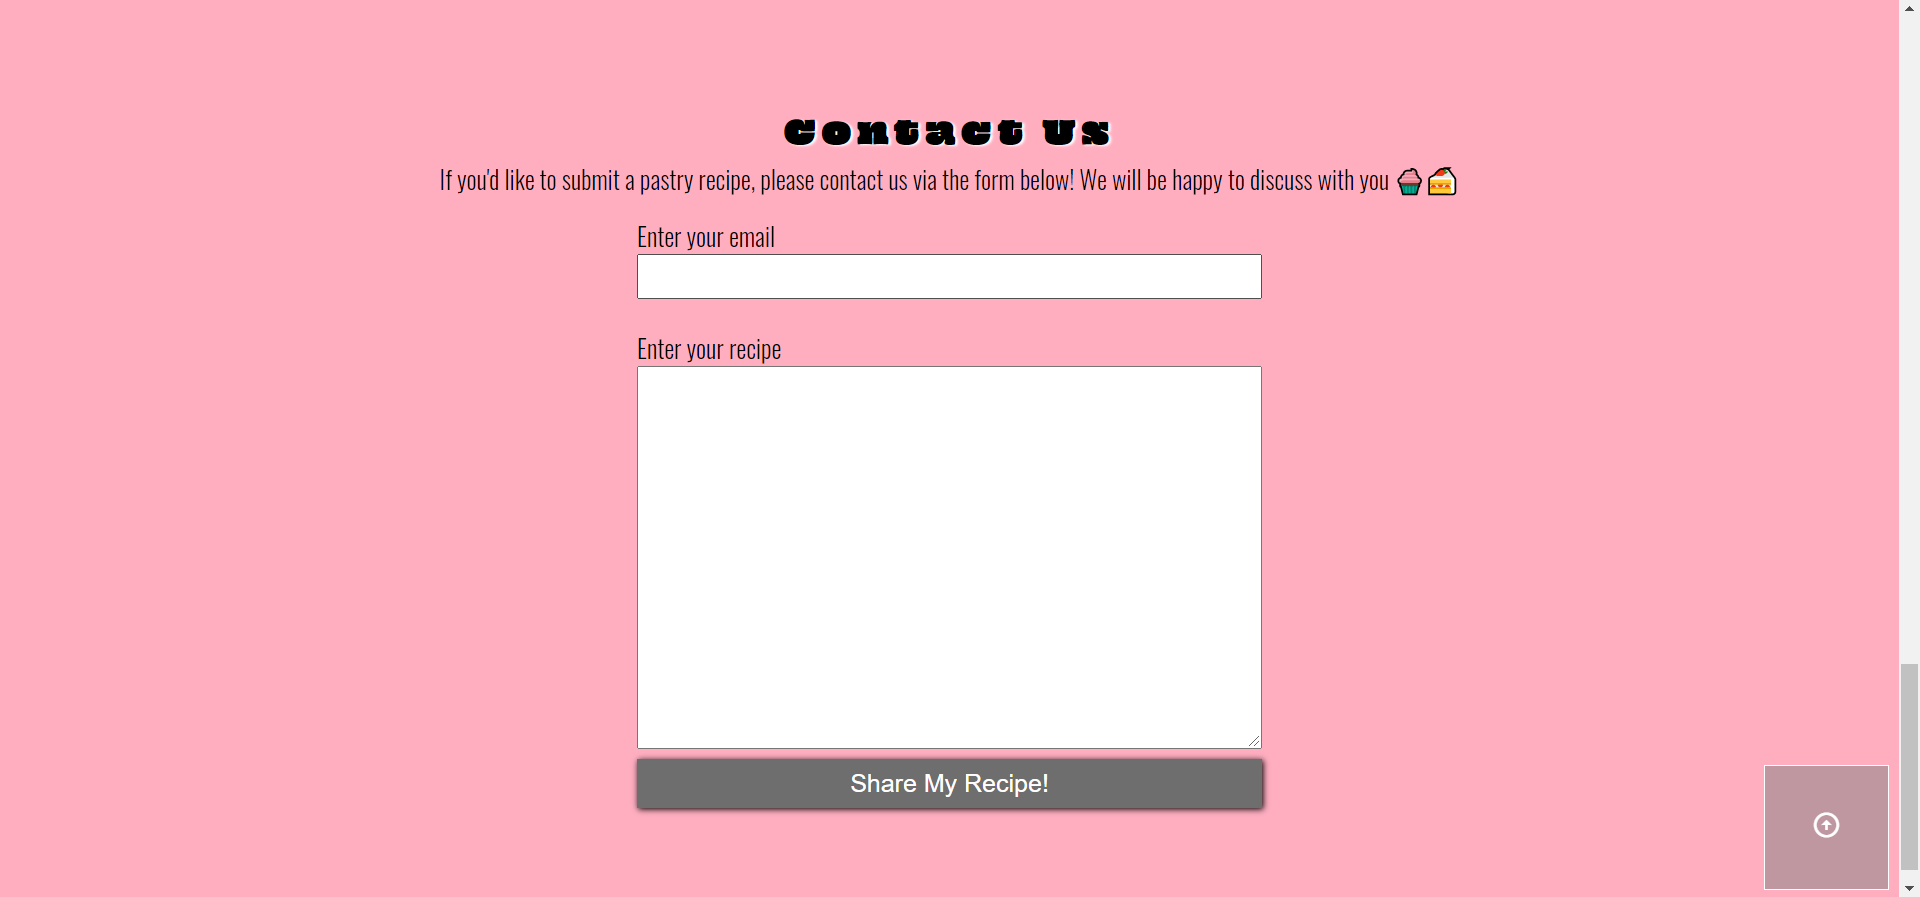 Contact Us
If you'd like to submit a pastry recipe, please contact us via the form below! We will be happy to discuss with you 🧁🍰
Enter your email
Enter your recipe
Share My Recipe!